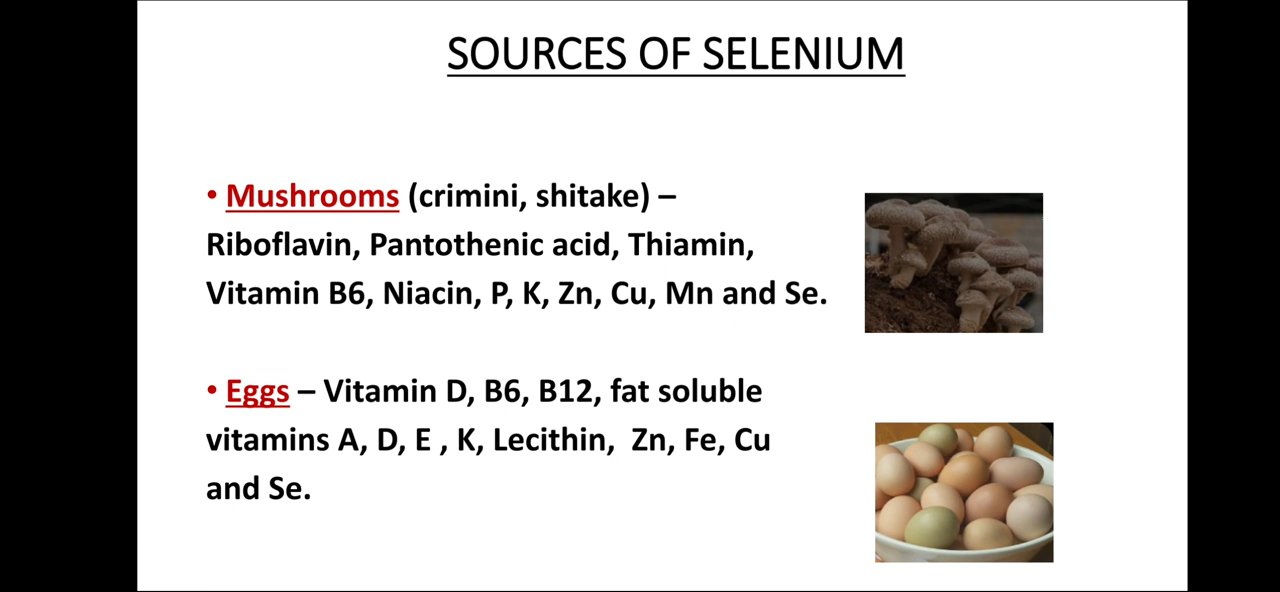 SOURCES OF SELENIUM
• Mushrooms (crimini, shitake) –
Riboflavin, Pantothenic acid, Thiamin,
Vitamin B6, Niacin, P, K, Zn, Cu, Mn and Se.
• Eggs – Vitamin D, B6, B12, fat soluble
vitamins A, D, E , K, Lecithin,  Zn, Fe, Cu
and Se.